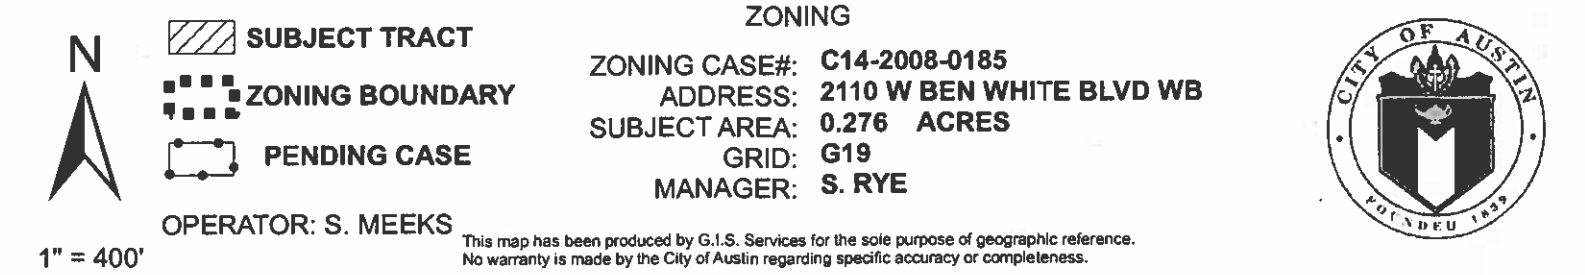 ZONING
N
SUBJECT TRACT
ZONING BOUNDARY
PENDING CASE
OPERATOR: S. MEEKS
1" = 400'
ZONING CASE#: C14-2008-0185
ADDRESS: 2110 W BEN WHITE BLVD WB
SUBJECT AREA: 0.276 ACRES
GRID: G19
MANAGER: S. RYE
This map has been produced by G.I.S. Services for the sole purpose of geographic reference.
No warranty is made by the City of Austin regarding specific accuracy or completeness.
CITY OF AUSTIN
FOUNDED 1839